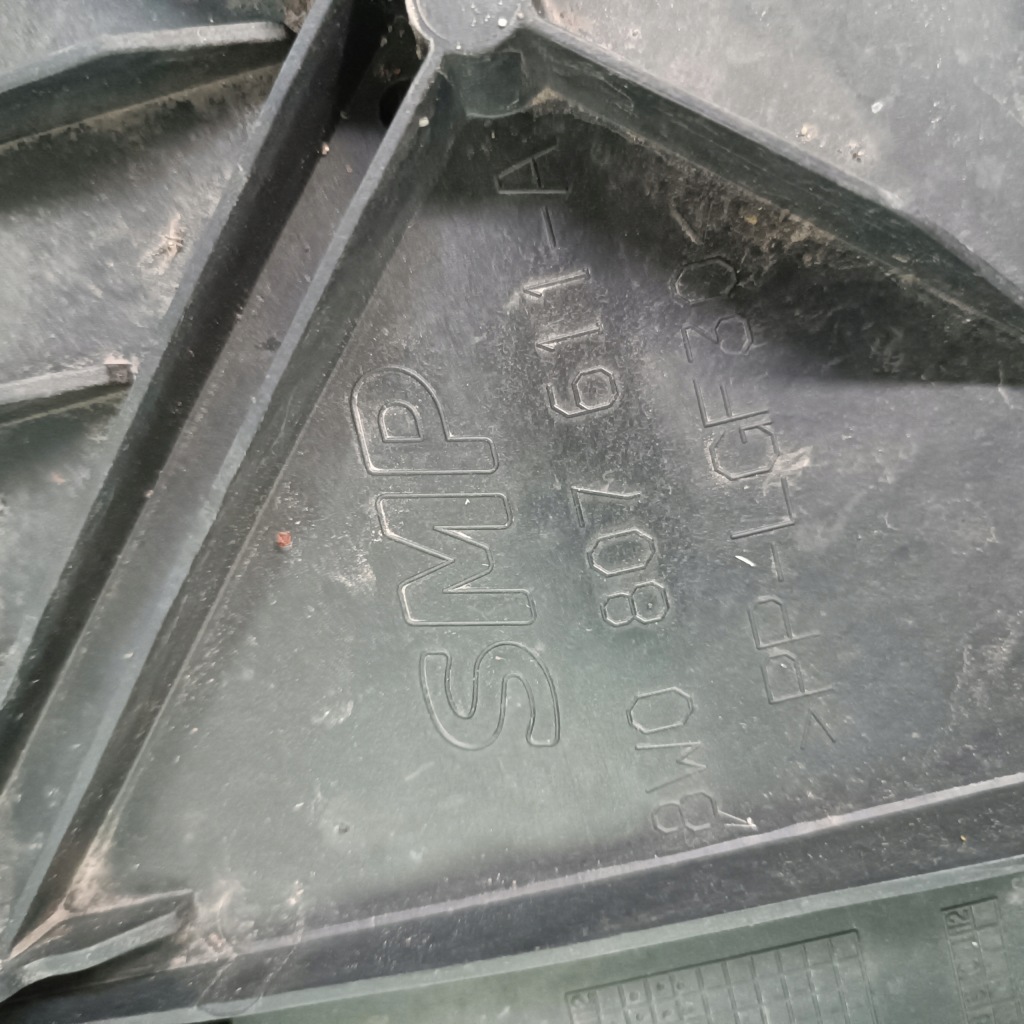 SMP
8W0 807 611-A
>PP-LGF30<